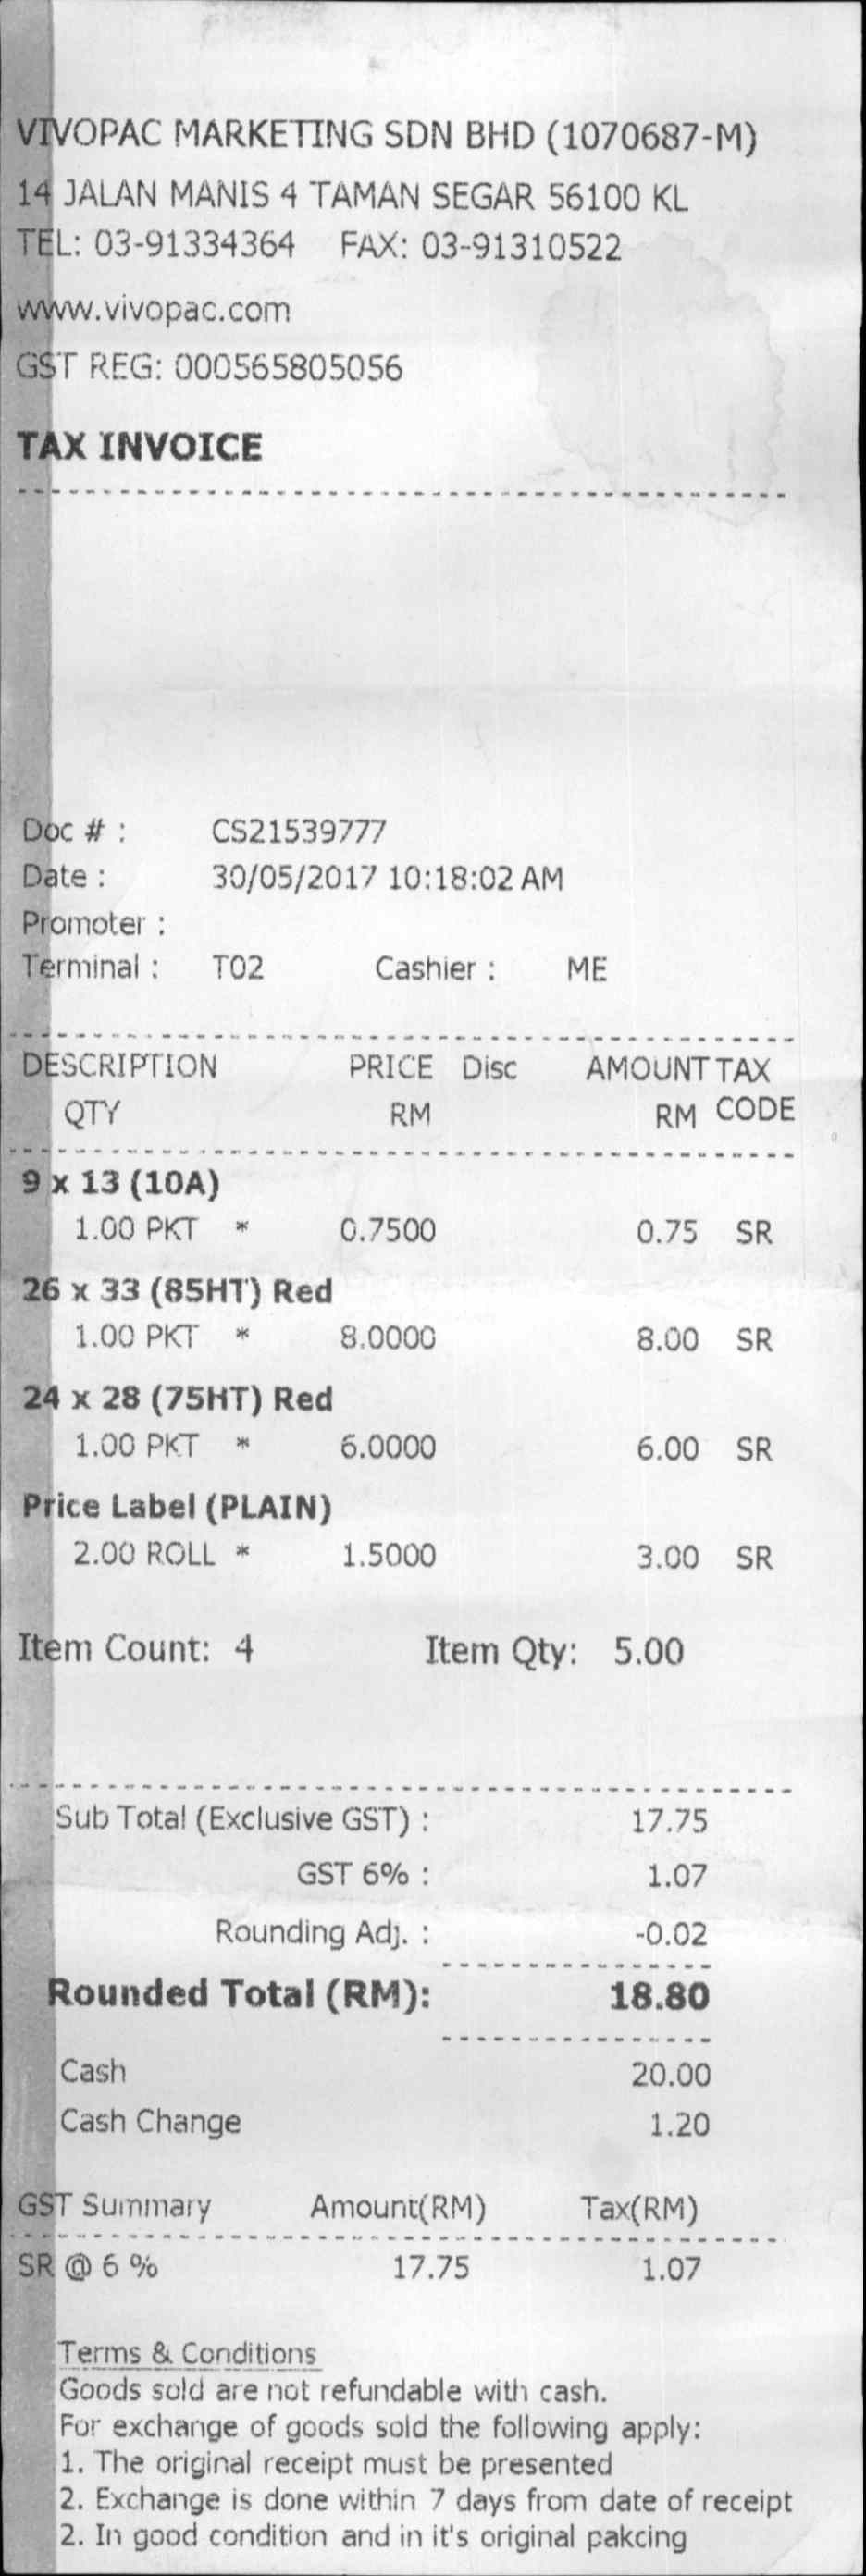 VIVOPAC MARKETING SDN BHD (1070687-M)
14 JALAN MANIS 4 TAMAN SEGAR 56100 KL
TEL: 03-91334364 FAX: 03-91310522
www.vivopac.com
GST REG: 000565805056
TAX INVOICE
Doc # : CS21539777
Date : 30/05/2017 10:18:02 AM
Promoter :
Terminal : T02 Cashier : ME
DESCRIPTION PRICE Disc AMOUNT TAX
QTY RM RM CODE
9 x 13 (10A)
1.00 PKT * 0.7500 0.75 SR
26 x 33 (85HT) Red
1.00 PKT * 8.0000 8.00 SR
24 x 28 (75HT) Red
1.00 PKT * 6.0000 6.00 SR
Price Label (PLAIN)
2.00 ROLL * 1.5000 3.00 SR
Item Count: 4 Item Qty: 5.00
Sub Total (Exclusive GST) : 17.75
GST 6% : 1.07
Rounding Adj. : -0.02
Rounded Total (RM): 18.80
Cash 20.00
Cash Change 1.20
GST Summary Amount(RM) Tax(RM)
SR @ 6 % 17.75 1.07
Terms & Conditions
Goods sold are not refundable with cash.
For exchange of goods sold the following apply:
1. The original receipt must be presented
2. Exchange is done within 7 days from date of receipt
2. In good condition and in it's original pakcing